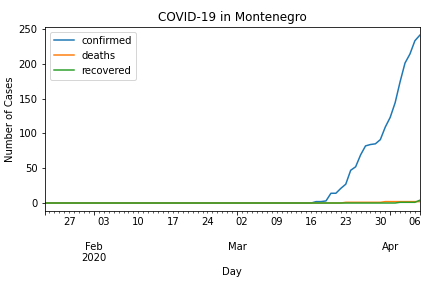 COVID-19 in Montenegro
confirmed
deaths
recovered
Number of Cases
250
200
150
100
50
0
27 03 10 17 24 02 09 16 23 30 06
Feb Mar Apr
2020
Day